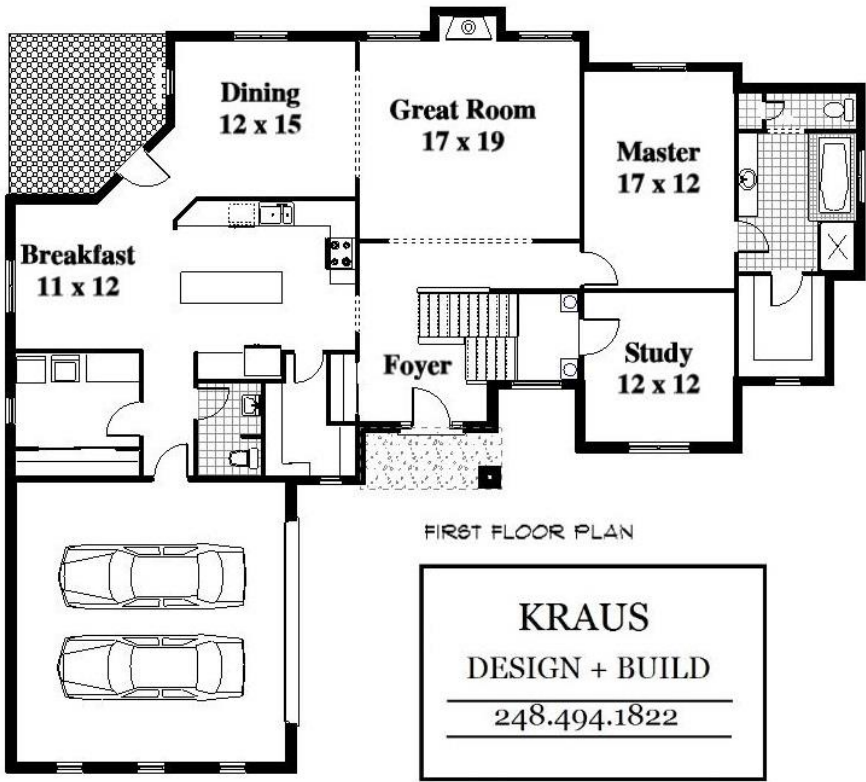 Dining
12 x 15
Great Room
17 x 19
Master
17 x 12
Breakfast
11 x 12
Foyer
Study
12 x 12
FIRST FLOOR PLAN
KRAUS
DESIGN + BUILD
248.494.1822